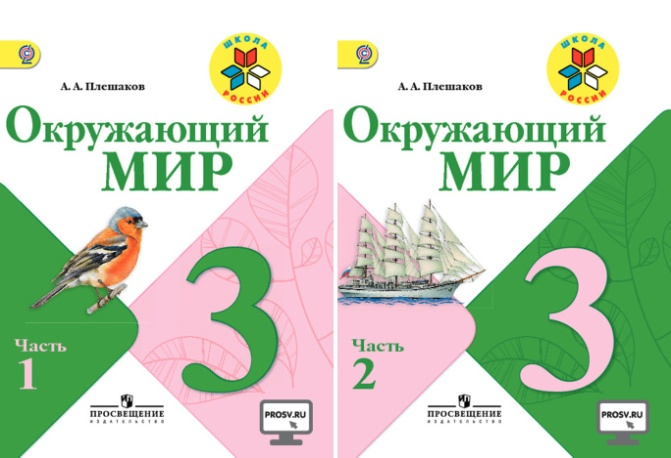 ШКОЛА
РОССИИ
А. А. Плешаков
Окружающий
МИР
3
Часть
1
ПРОСВЕЩЕНИЕ
ИЗДАТЕЛЬСТВО
PROSV.RU
ШКОЛА
РОССИИ
А. А. Плешаков
Окружающий
МИР
3
Часть
2
ПРОСВЕЩЕНИЕ
ИЗДАТЕЛЬСТВО
PROSV.RU